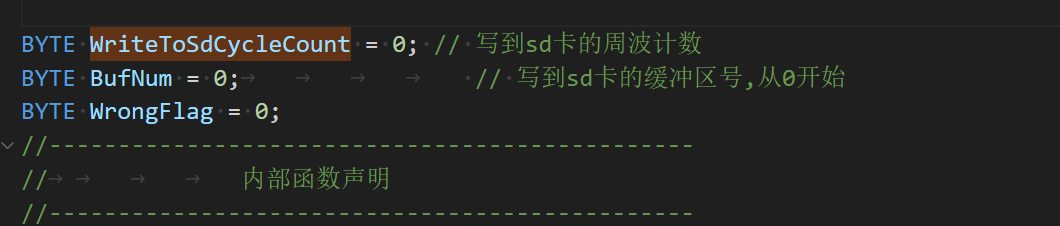 BYTE WriteToSdCycleCount = 0; // 写到sd卡的周波计数
BYTE BufNum = 0; // 写到sd卡的缓冲区号,从0开始
BYTE WrongFlag = 0;
//-----------------------------------------------
// 内部函数声明
//-----------------------------------------------